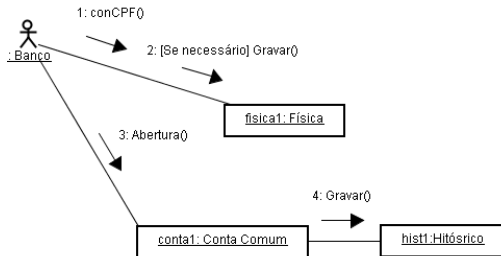 1: conCPF()
2: [Se necessário] Gravar()
: Banco
fisica1: Física
3: Abertura()
4: Gravar()
conta1: Conta Comum
hist1:Hitósrico